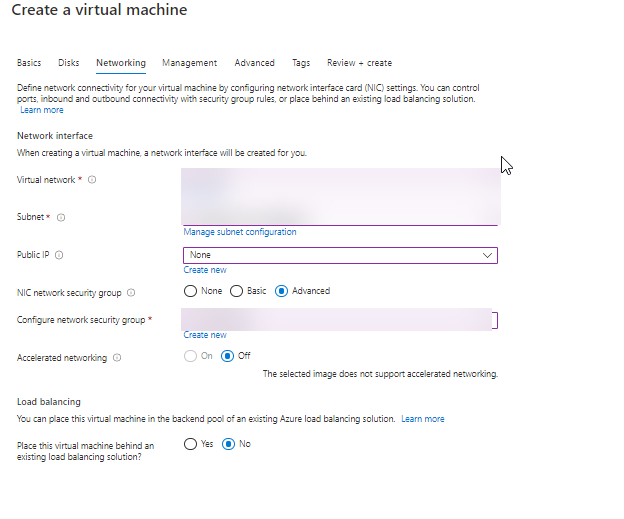 Create a virtual machine
Basics Disks Networking Management Advanced Tags Review + create
Define network connectivity for your virtual machine by configuring network interface card (NIC) settings. You can control
ports, inbound and outbound connectivity with security group rules, or place behind an existing load balancing solution.
Learn more
Network interface
When creating a virtual machine, a network interface will be created for you.
Virtual network *
Subnet *
Manage subnet configuration
Public IP None
Create new
NIC network security group None Basic Advanced
Configure network security group *
Create new
Accelerated networking On Off
The selected image does not support accelerated networking.
Load balancing
You can place this virtual machine in the backend pool of an existing Azure load balancing solution. Learn more
Place this virtual machine behind an Yes No
existing load balancing solution?